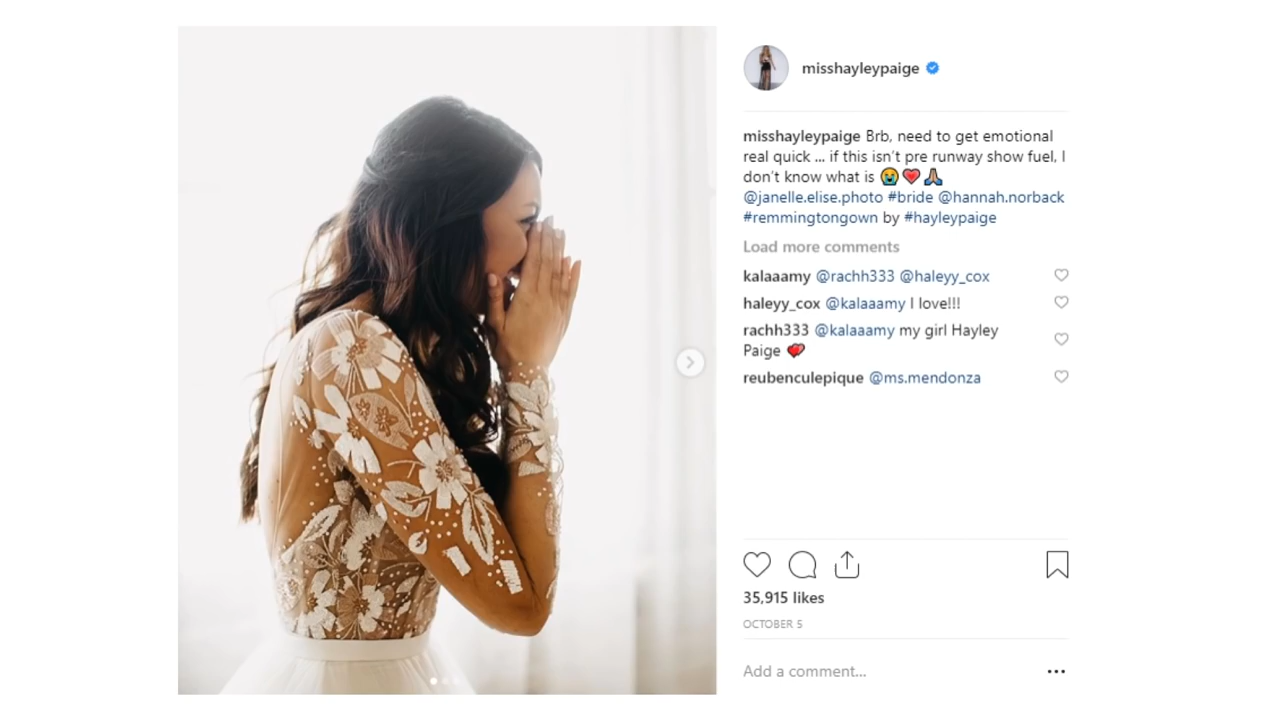 misshayleypaige
misshayleypaige Brb, need to get emotional
real quick ... if this isn't pre runway show fuel, I
don't know what is 😭❤️🙏🏼
@janelle.elise.photo #bride @hannah.norback
#remmingtongown by #hayleypaige
Load more comments
kalaaamy @rachh333 @haleyy_cox
haleyy_cox @kalaaamy I love!!!
rachh333 @kalaaamy my girl Hayley
Paige 💕
reubenculepique @ms.mendonza
35,915 likes
OCTOBER 5
Add a comment...